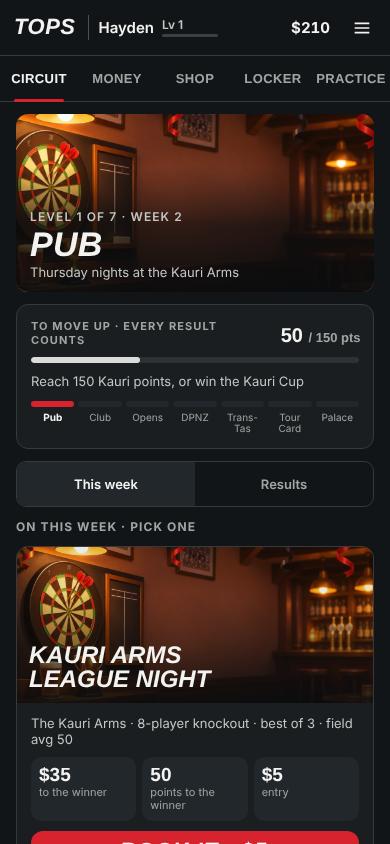 TOPS Hayden Lv 1 $210
CIRCUIT MONEY SHOP LOCKER PRACTICE
LEVEL 1 OF 7 · WEEK 2
PUB
Thursday nights at the Kauri Arms
TO MOVE UP · EVERY RESULT
COUNTS
50 / 150 pts
Reach 150 Kauri points, or win the Kauri Cup
Pub Club Opens DPNZ Trans-
Tas Tour
Card Palace
This week Results
ON THIS WEEK · PICK ONE
KAURI ARMS
LEAGUE NIGHT
The Kauri Arms · 8-player knockout · best of 3 · field
avg 50
$35
to the winner
50
points to the
winner
$5
entry